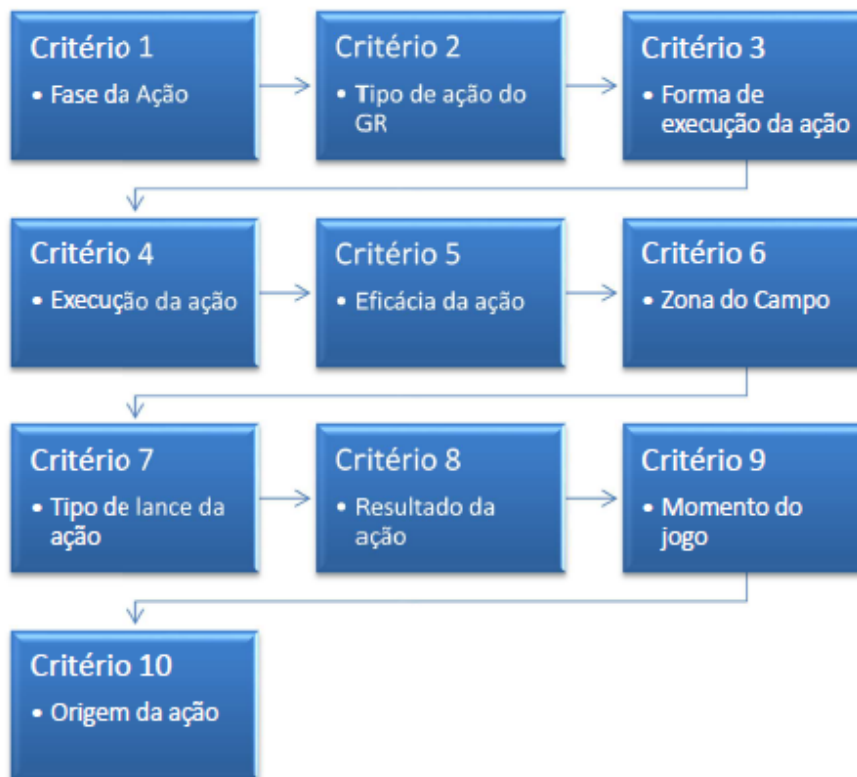 Critério 1
• Fase da Ação
Critério 2
• Tipo de ação do
GR
Critério 3
• Forma de
execução da ação
Critério 4
• Execução da ação
Critério 5
• Eficácia da ação
Critério 6
• Zona do Campo
Critério 7
• Tipo de lance da
ação
Critério 8
• Resultado da
ação
Critério 9
• Momento do
jogo
Critério 10
• Origem da ação